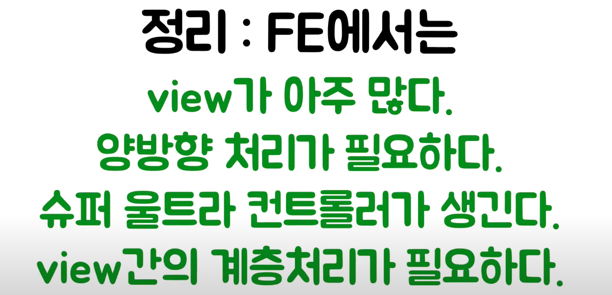 정리 : FE에서는
view가 아주 많다.
양방향 처리가 필요하다.
슈퍼 울트라 컨트롤러가 생긴다.
view간의 계층처리가 필요하다.